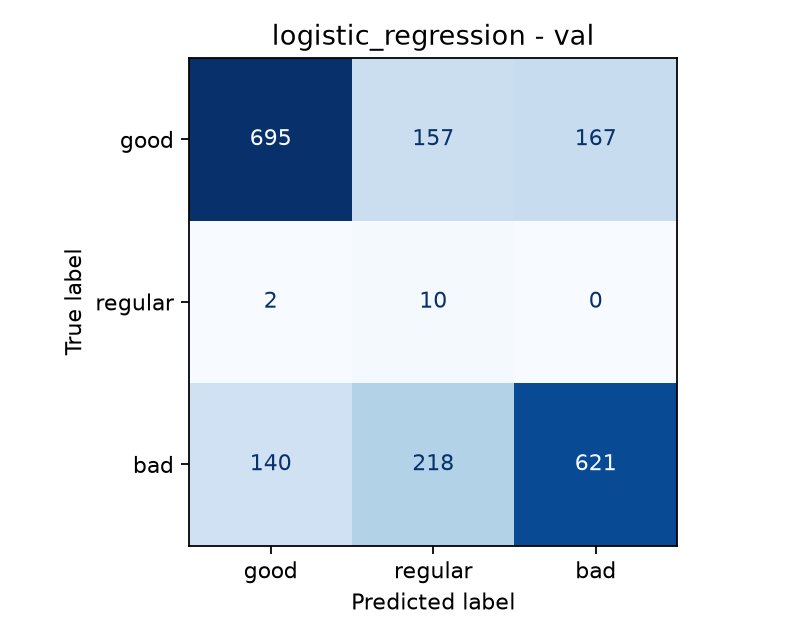 logistic_regression - val
True label
good
695 157 167
regular
2 10 0
bad
140 218 621
good regular bad
Predicted label